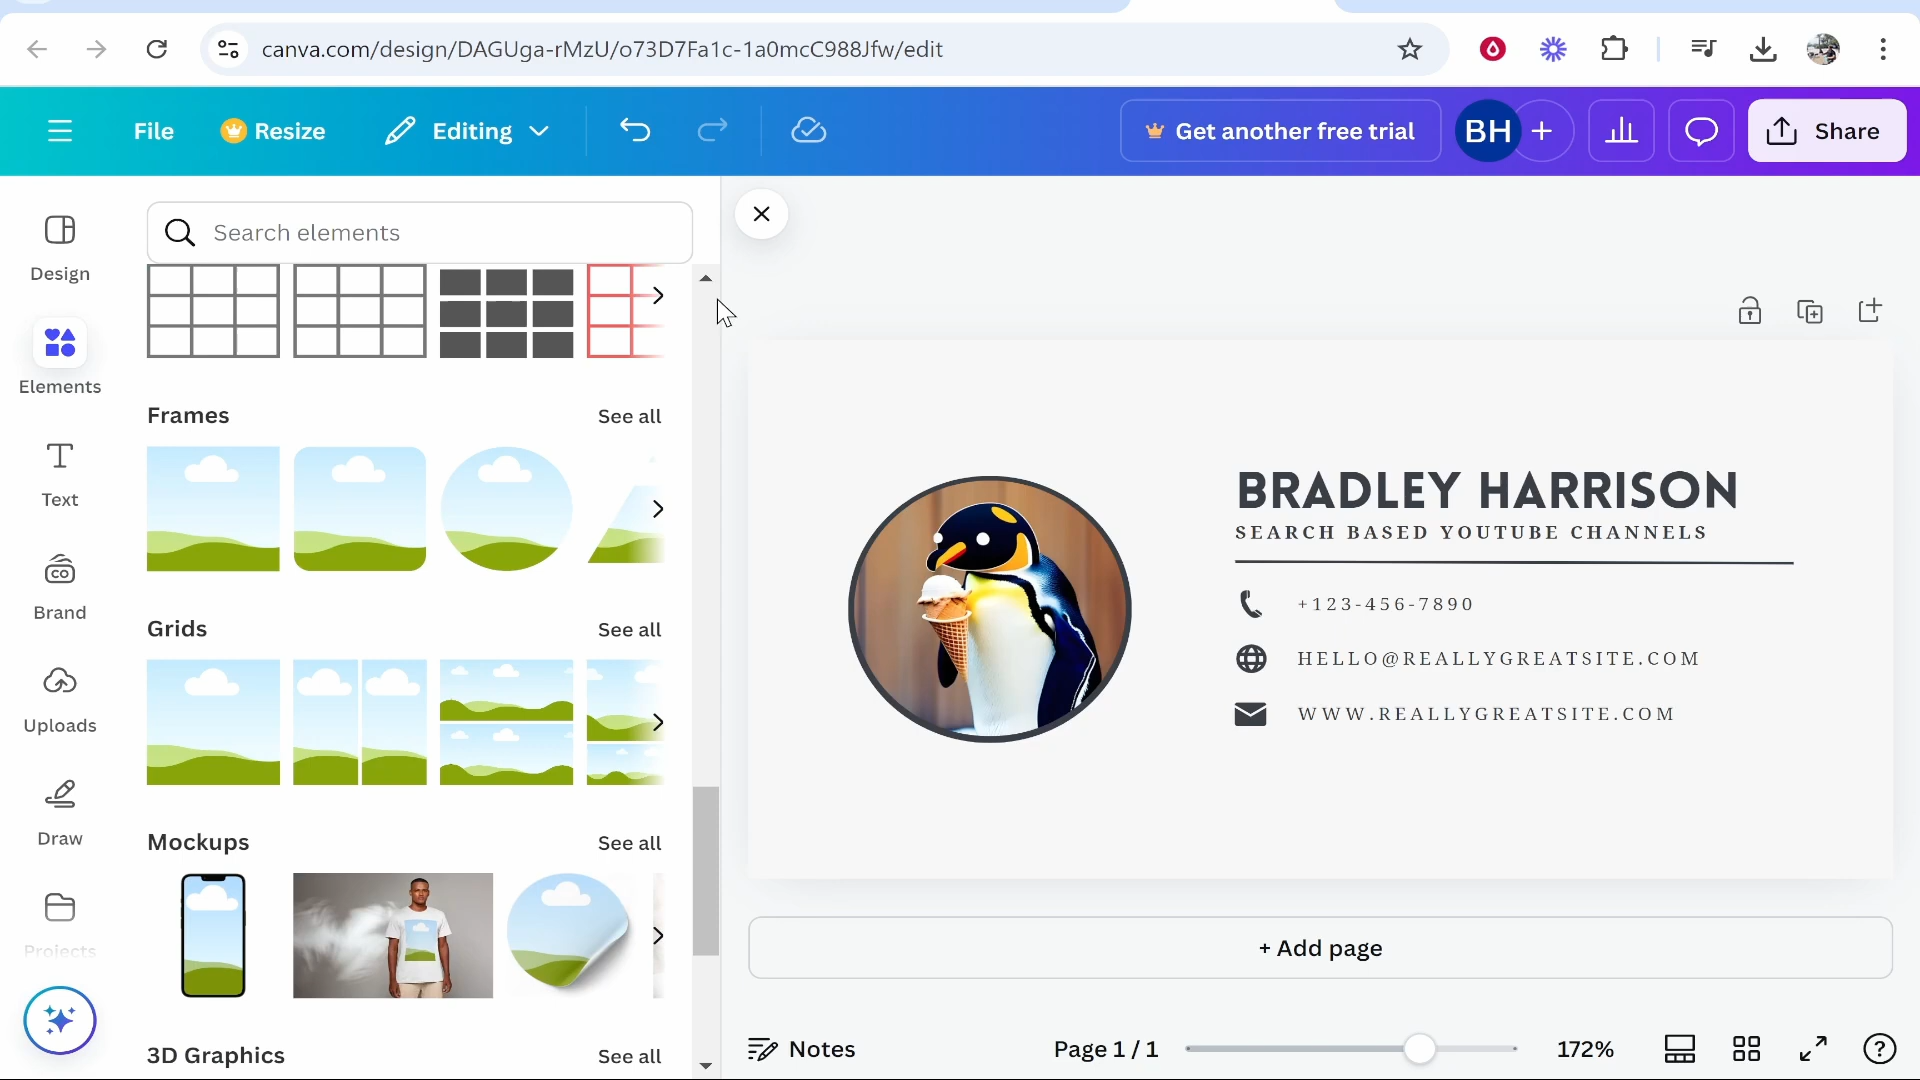 canva.com/design/DAGUga-rMzU/o73D7Fa1c-1a0mcC988Jfw/edit
File
Resize
Editing
Get another free trial
BH
Share
Design
Elements
Text
Brand
Uploads
Draw
Projects
Search elements
Frames
See all
Grids
See all
Mockups
See all
3D Graphics
See all
BRADLEY HARRISON
SEARCH BASED YOUTUBE CHANNELS
+123-456-7890
HELLO@REALLYGREATSITE.COM
WWW.REALLYGREATSITE.COM
+ Add page
Notes
Page 1 / 1
172%